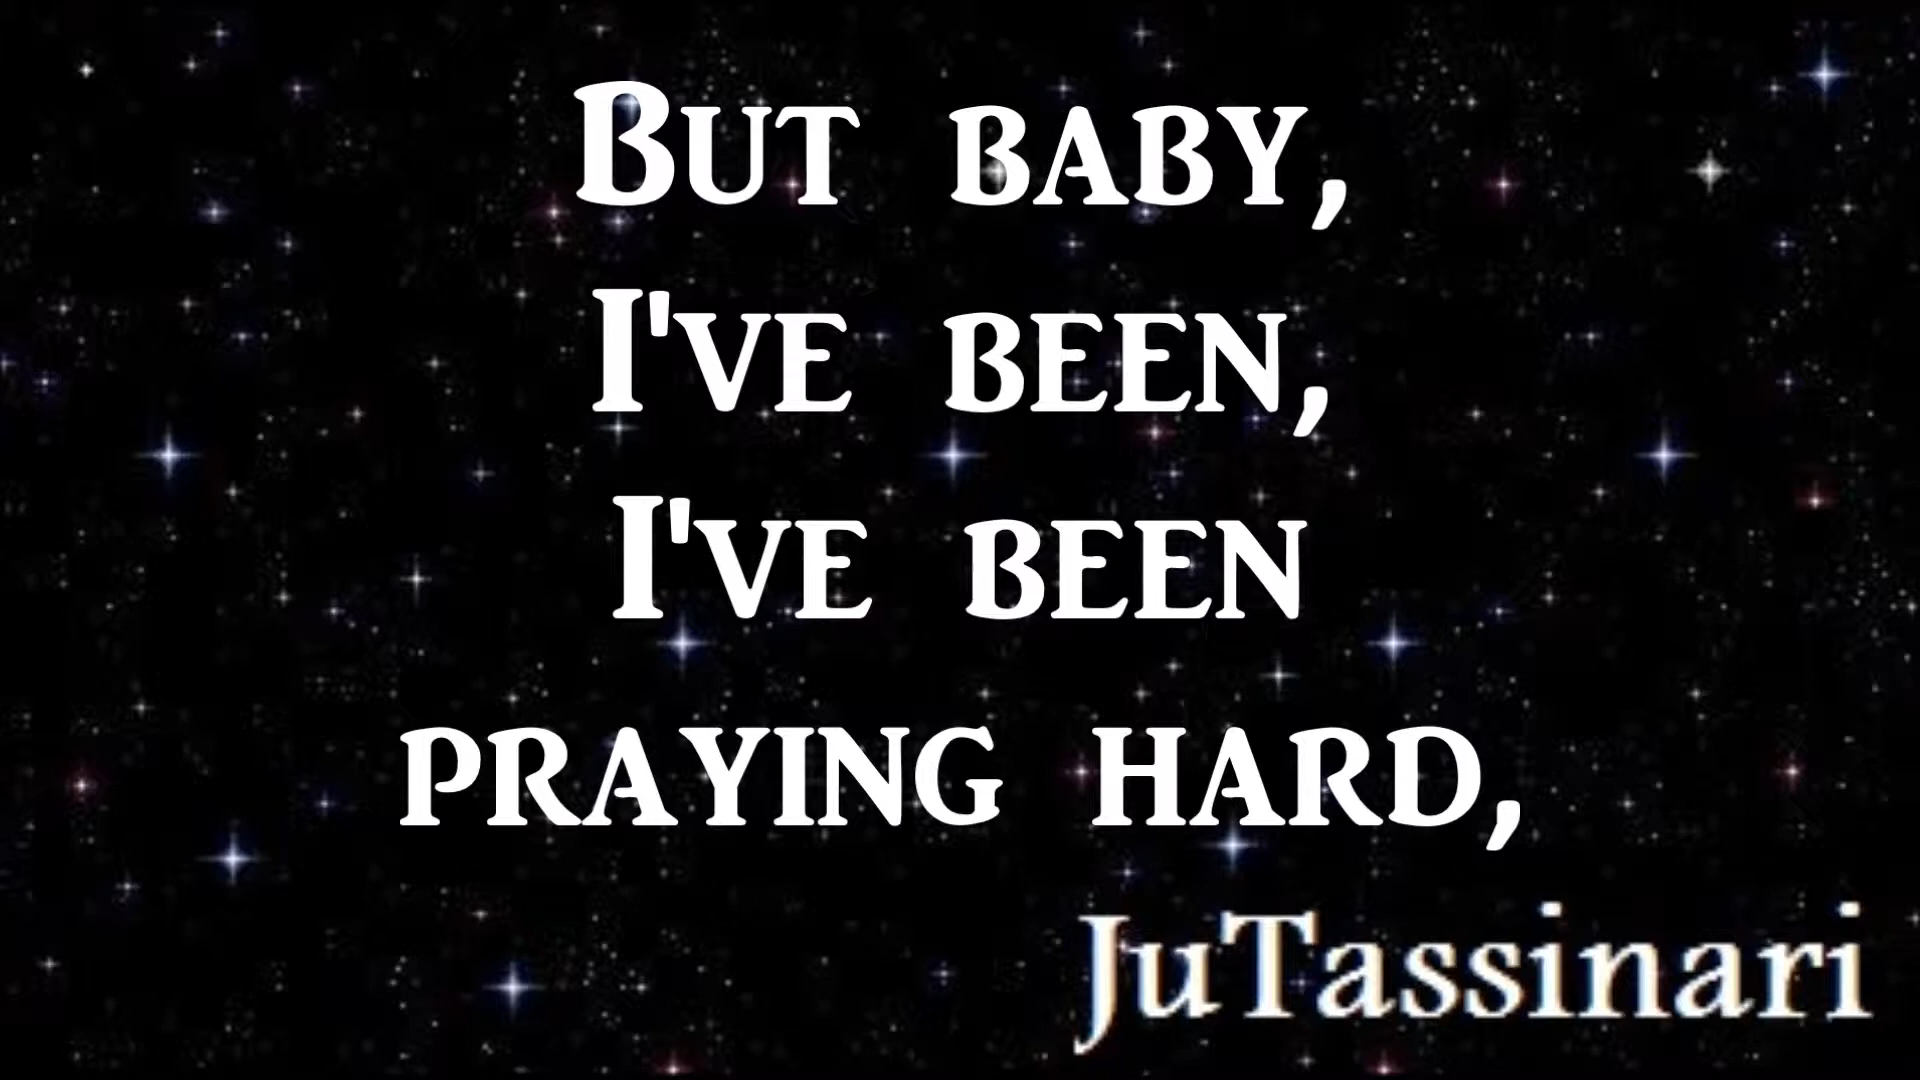 But baby,
I've been,
I've been
praying hard,
JuTassinari